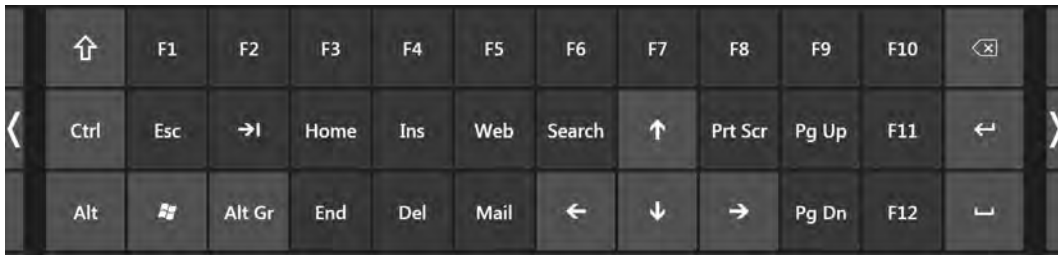 F1 F2 F3 F4 F5 F6 F7 F8 F9 F10
Ctrl Esc Home Ins Web Search Prt Scr Pg Up F11
Alt Alt Gr End Del Mail Pg Dn F12